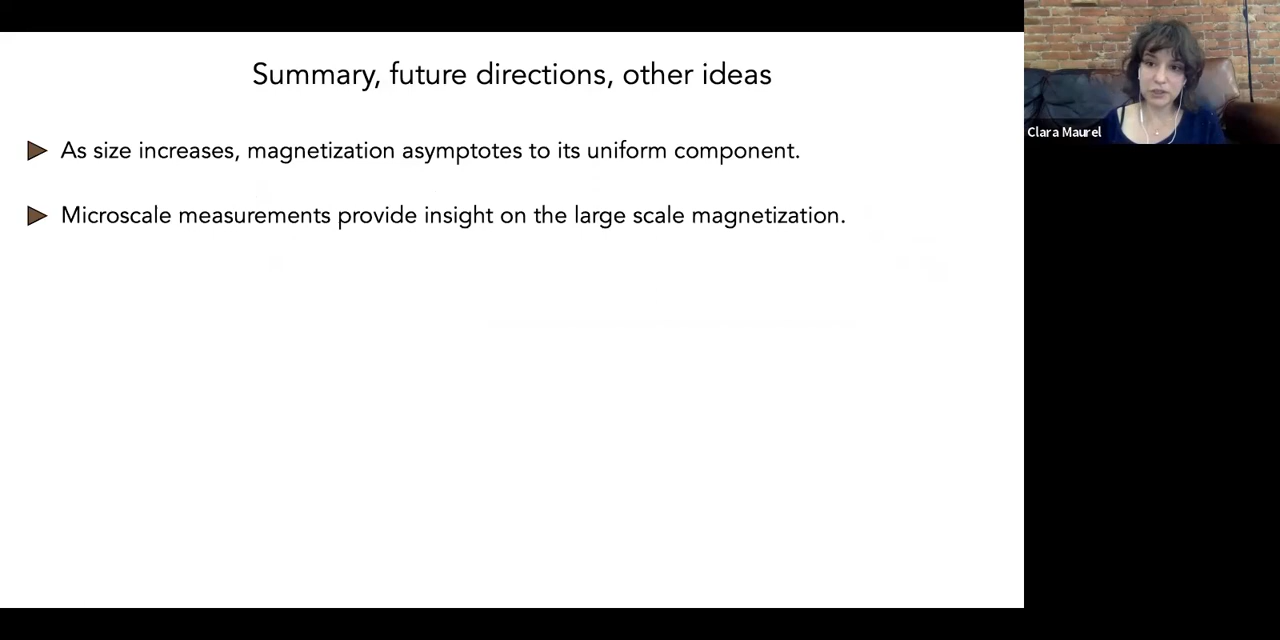 Summary, future directions, other ideas
As size increases, magnetization asymptotes to its uniform component.
Microscale measurements provide insight on the large scale magnetization.
Clara Maurel